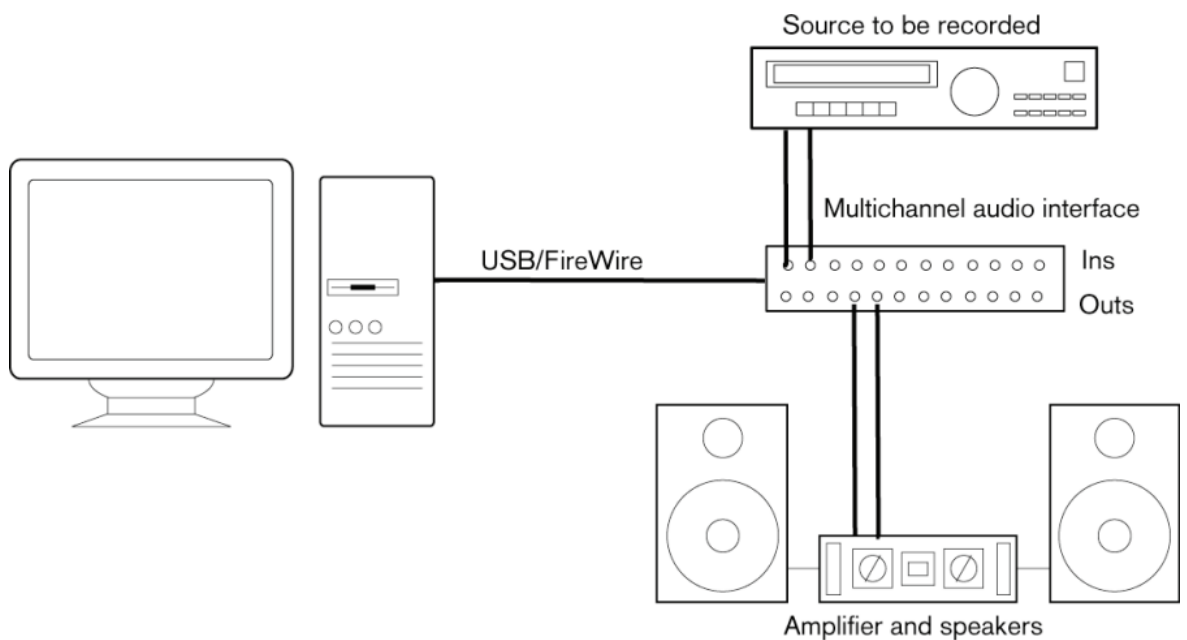 Source to be recorded
Multichannel audio interface
USB/FireWire
Ins
Outs
Amplifier and speakers